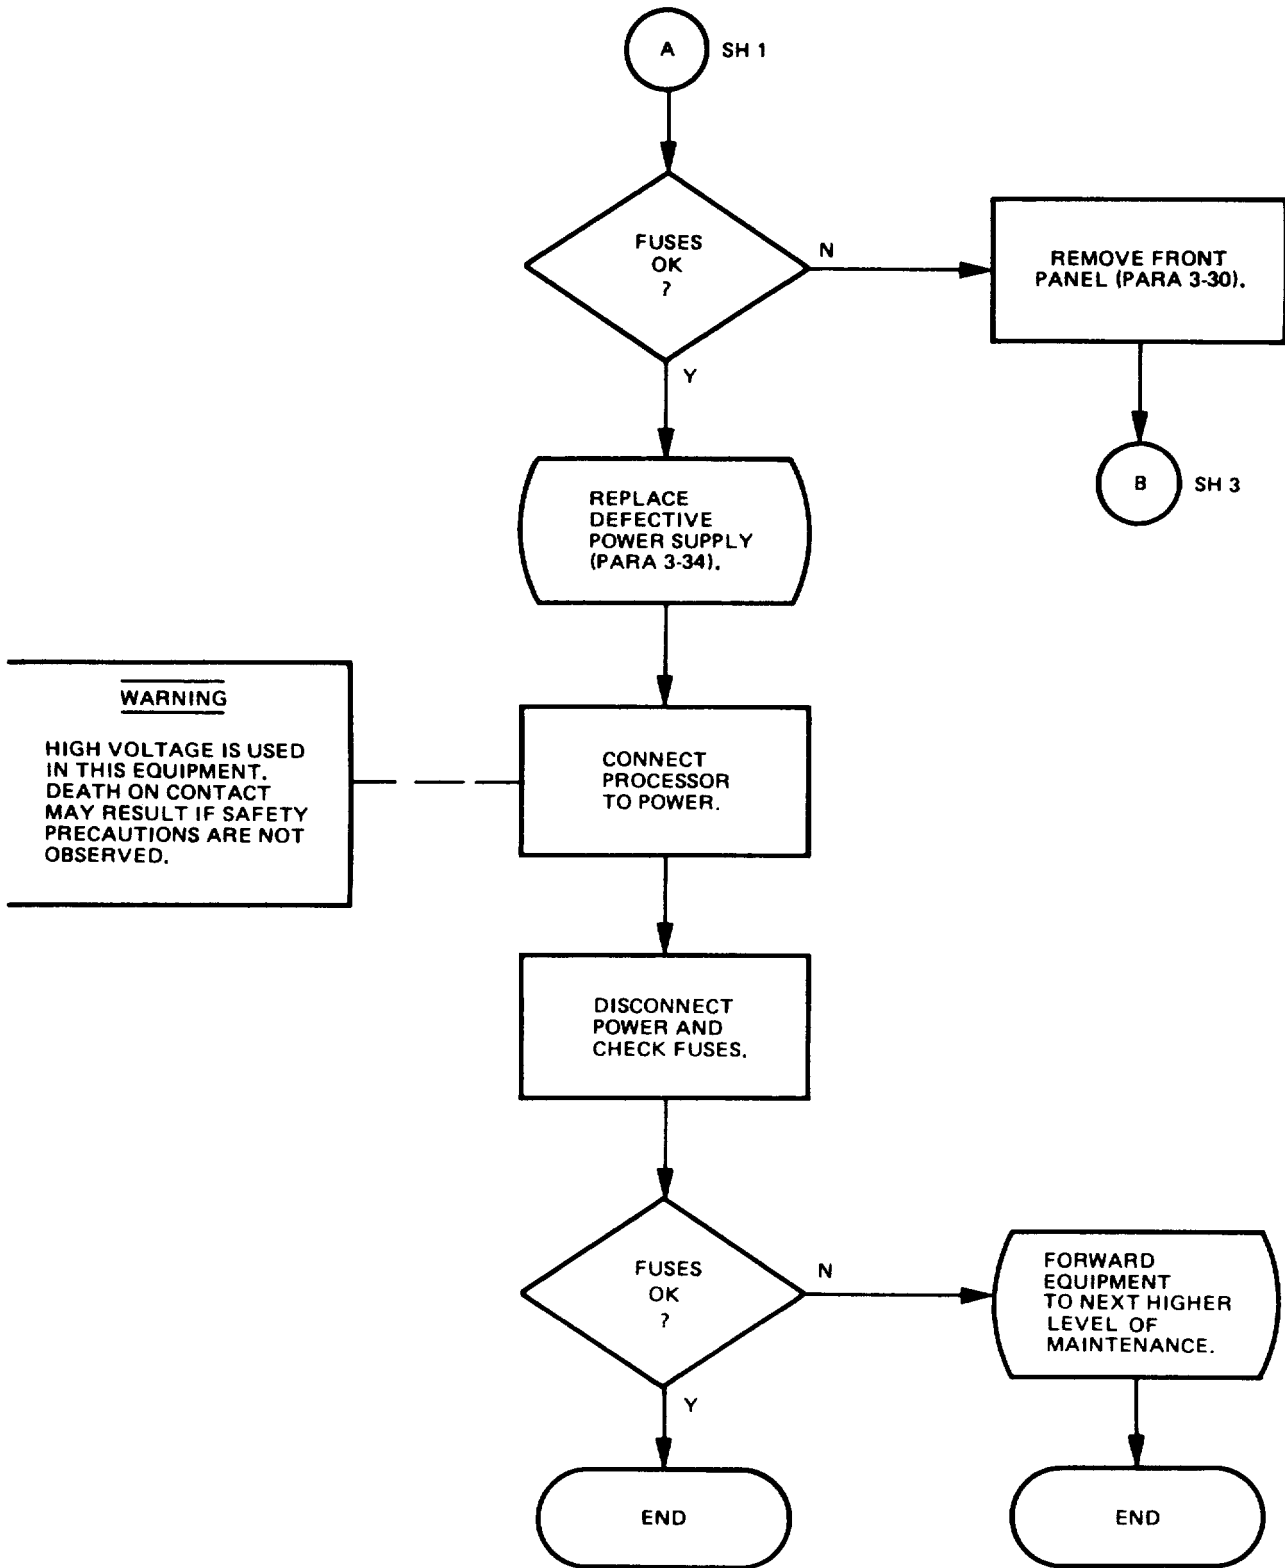 A SH 1
FUSES
OK
?
N
REMOVE FRONT
PANEL (PARA 3-30).
Y
B SH 3
REPLACE
DEFECTIVE
POWER SUPPLY
(PARA 3-34).
WARNING
HIGH VOLTAGE IS USED
IN THIS EQUIPMENT.
DEATH ON CONTACT
MAY RESULT IF SAFETY
PRECAUTIONS ARE NOT
OBSERVED.
CONNECT
PROCESSOR
TO POWER.
DISCONNECT
POWER AND
CHECK FUSES.
FUSES
OK
?
N
FORWARD
EQUIPMENT
TO NEXT HIGHER
LEVEL OF
MAINTENANCE.
Y
END
END